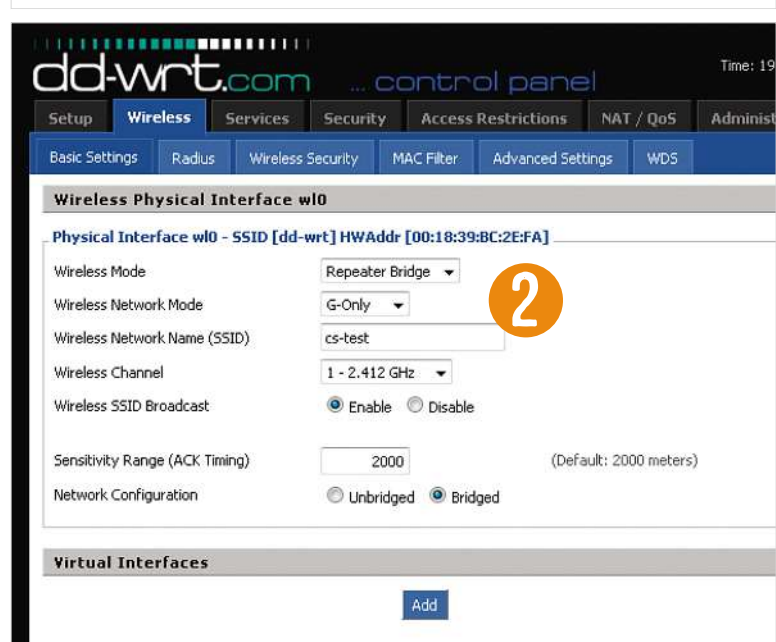 dd-wrt.com ... control panel
Time: 19
Setup Wireless Services Security Access Restrictions NAT / QoS Administ
Basic Settings Radius Wireless Security MAC Filter Advanced Settings WDS
Wireless Physical Interface wl0
Physical Interface wl0 - SSID [dd-wrt] HWAddr [00:18:39:BC:2E:FA]
Wireless Mode Repeater Bridge
Wireless Network Mode G-Only
2
Wireless Network Name (SSID) cs-test
Wireless Channel 1 - 2.412 GHz
Wireless SSID Broadcast Enable Disable
Sensitivity Range (ACK Timing) 2000 (Default: 2000 meters)
Network Configuration Unbridged Bridged
Virtual Interfaces
Add